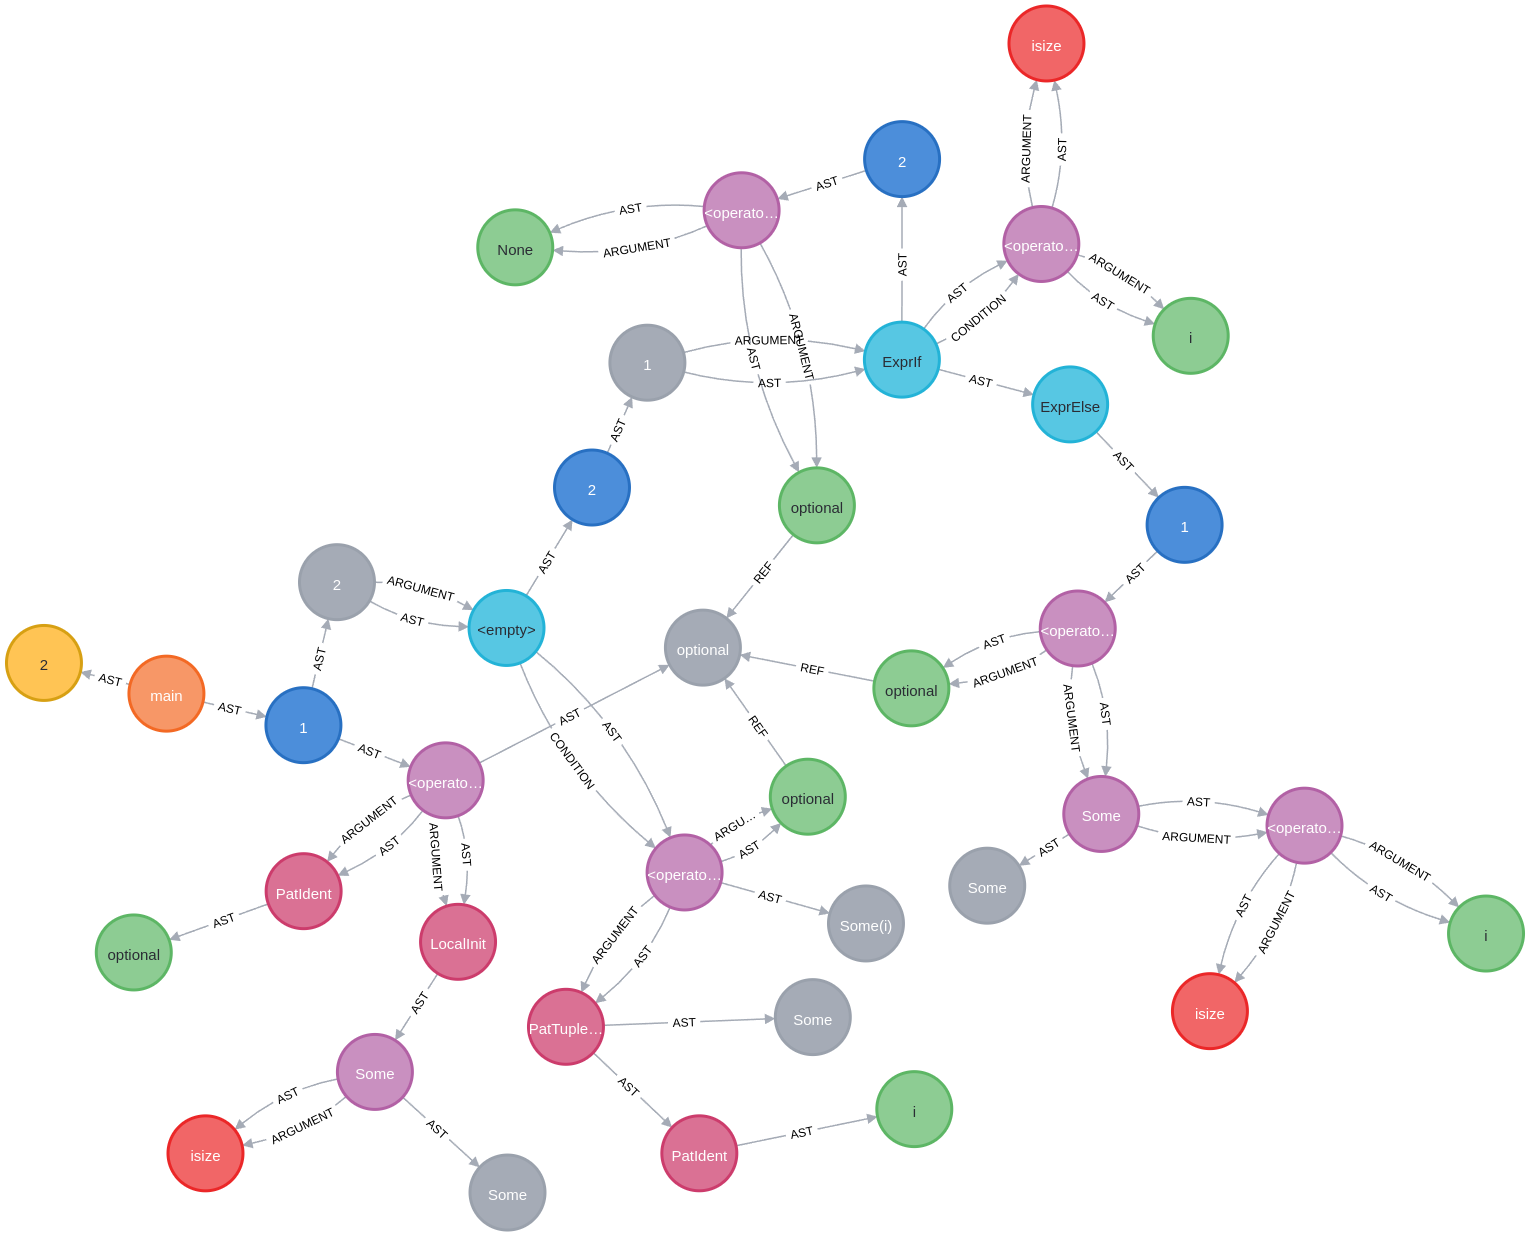 isize
ARGUMENT
AST
2
AST
<operato…
AST
ARGUMENT
None
<operato…
ARGUMENT
AST
i
AST
AST
CONDITION
ExprIf
1
ARGUMENT
AST
AST
ARGUMENT
AST
ExprElse
AST
AST
2
optional
1
AST
REF
AST
2
ARGUMENT
AST
<empty>
optional
<operato…
AST
ARGUMENT
REF
optional
2
AST
main
AST
AST
1
AST
<operato…
AST
CONDITION
AST
REF
optional
ARGUMENT
AST
Some
AST
ARGUMENT
<operato…
ARGUMENT
AST
i
AST
ARGUMENT
isize
AST
Some
ARGUMENT
AST
ARGUMENT
AST
PatIdent
AST
optional
LocalInit
AST
Some
AST
ARGUMENT
isize
AST
Some
<operato…
ARGU…
AST
AST
Some(i)
ARGUMENT
AST
PatTuple…
AST
Some
AST
PatIdent
AST
i